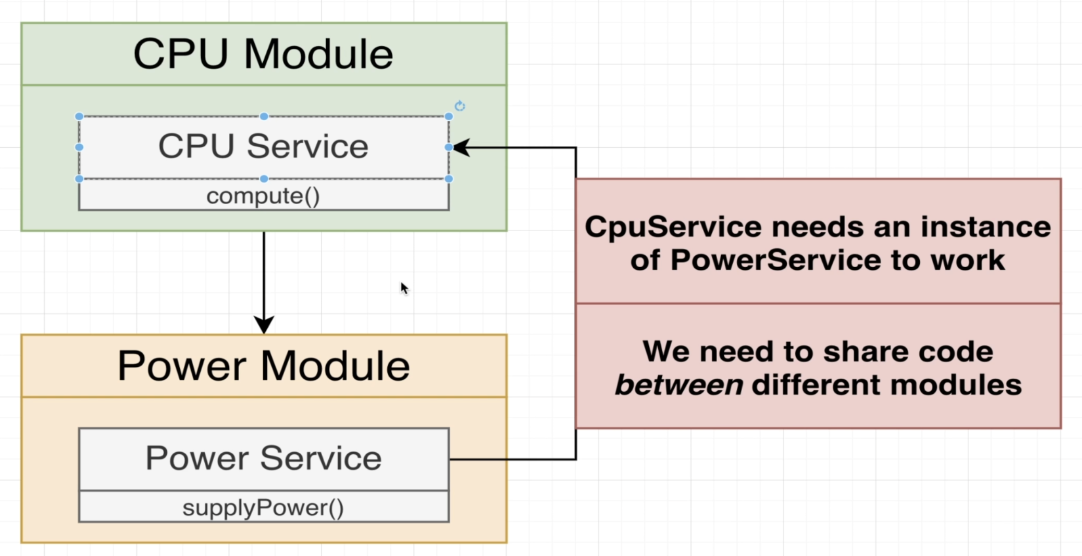 CPU Module
CPU Service
compute()
CpuService needs an instance
of PowerService to work
We need to share code
between different modules
Power Module
Power Service
supplyPower()